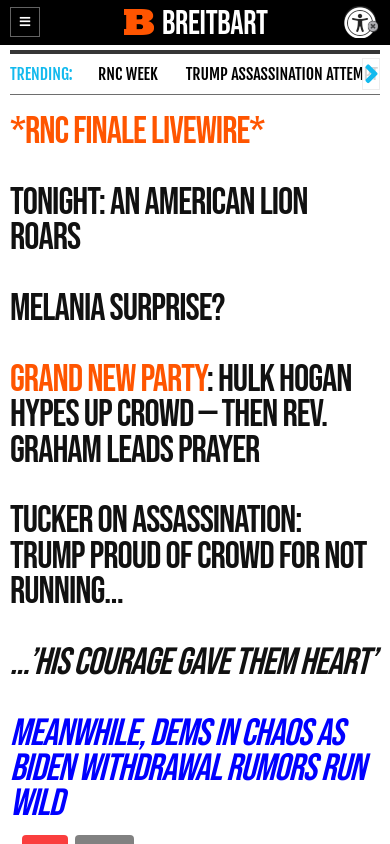 BREITBART
TRENDING: RNC WEEK TRUMP ASSASSINATION ATTEM
*RNC FINALE LIVEWIRE*
TONIGHT: AN AMERICAN LION
ROARS
MELANIA SURPRISE?
GRAND NEW PARTY: HULK HOGAN
HYPES UP CROWD — THEN REV.
GRAHAM LEADS PRAYER
TUCKER ON ASSASSINATION:
TRUMP PROUD OF CROWD FOR NOT
RUNNING...
...’HIS COURAGE GAVE THEM HEART’
MEANWHILE, DEMS IN CHAOS AS
BIDEN WITHDRAWAL RUMORS RUN
WILD